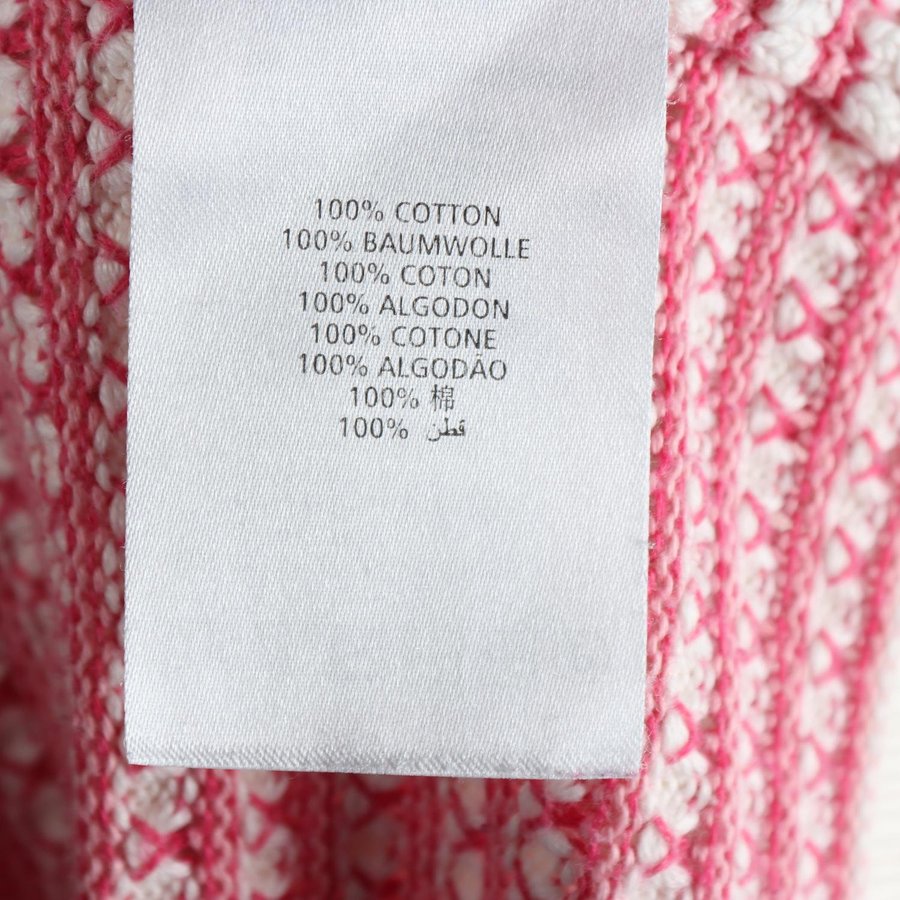 100% COTTON
100% BAUMWOLLE
100% COTON
100% ALGODON
100% COTONE
100% ALGODÃO
100% 棉
100% قطن